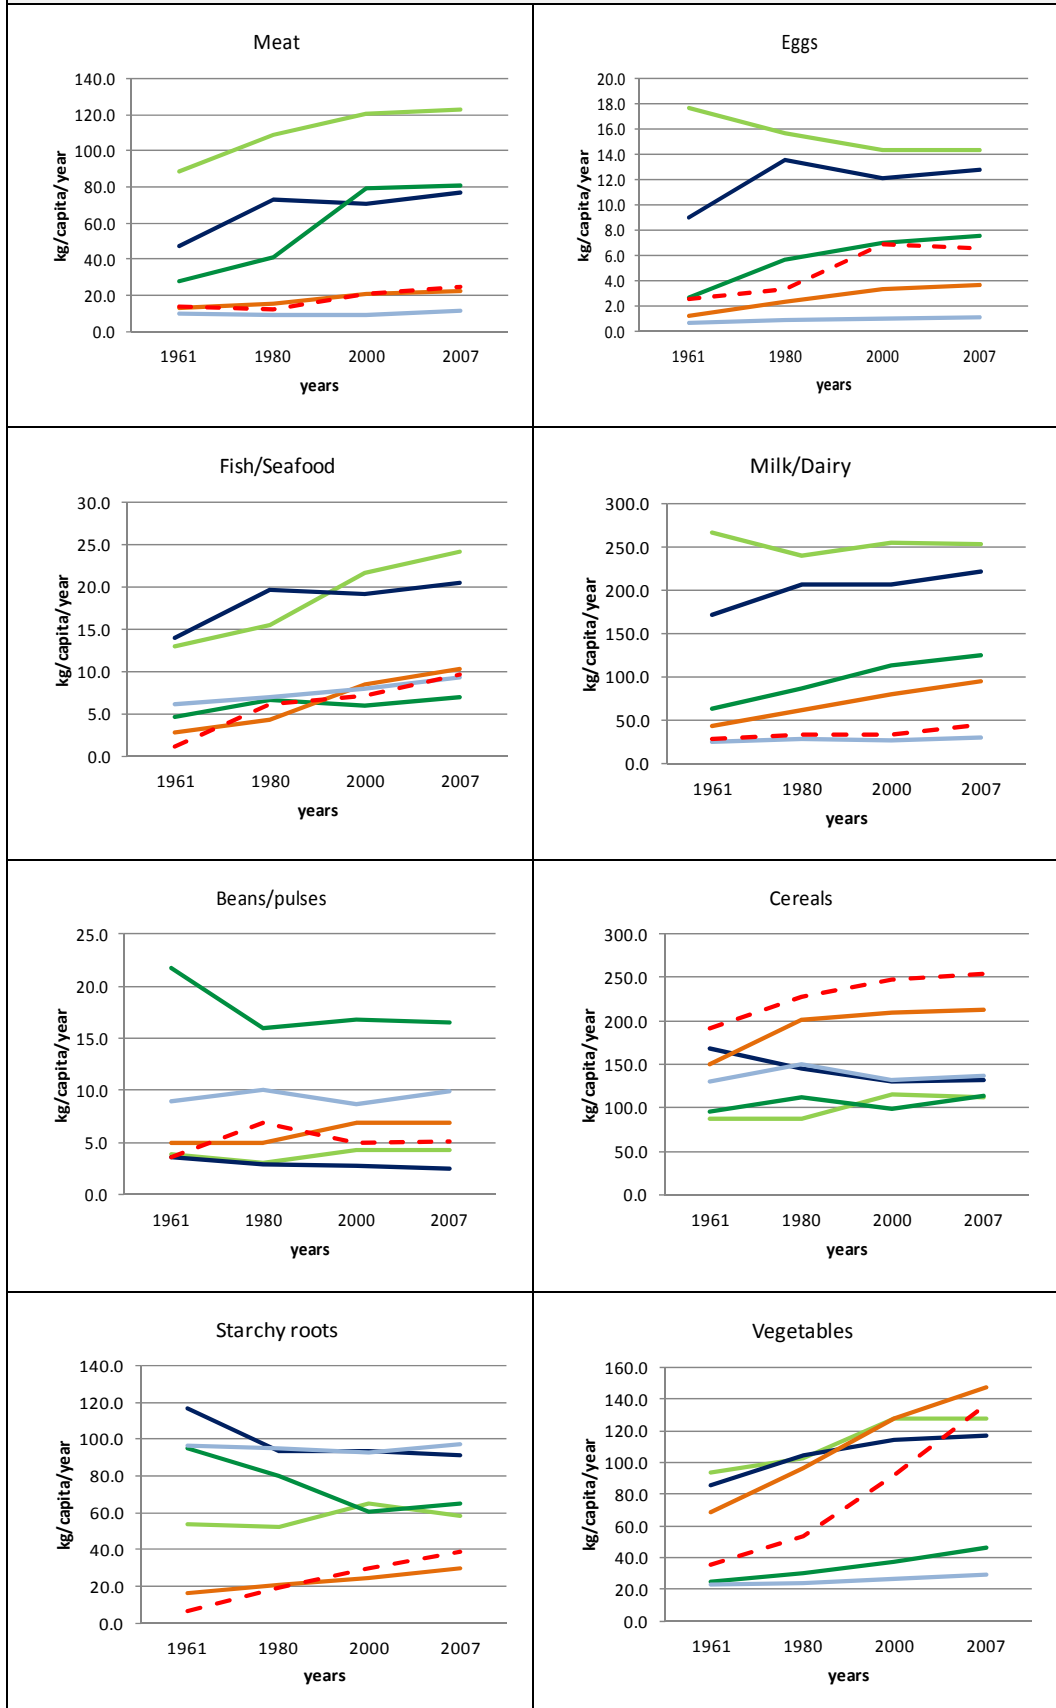 Meat
140.0
120.0
100.0
80.0
60.0
40.0
20.0
0.0
kg/capita/year
1961 1980 2000 2007
years
Eggs
20.0
18.0
16.0
14.0
12.0
10.0
8.0
6.0
4.0
2.0
0.0
kg/capita/year
1961 1980 2000 2007
years
Fish/Seafood
30.0
25.0
20.0
15.0
10.0
5.0
0.0
kg/capita/year
1961 1980 2000 2007
years
Milk/Dairy
300.0
250.0
200.0
150.0
100.0
50.0
0.0
kg/capita/year
1961 1980 2000 2007
years
Beans/pulses
25.0
20.0
15.0
10.0
5.0
0.0
kg/capita/year
1961 1980 2000 2007
years
Cereals
300.0
250.0
200.0
150.0
100.0
50.0
0.0
kg/capita/year
1961 1980 2000 2007
years
Starchy roots
140.0
120.0
100.0
80.0
60.0
40.0
20.0
0.0
kg/capita/year
1961 1980 2000 2007
years
Vegetables
160.0
140.0
120.0
100.0
80.0
60.0
40.0
20.0
0.0
kg/capita/year
1961 1980 2000 2007
years